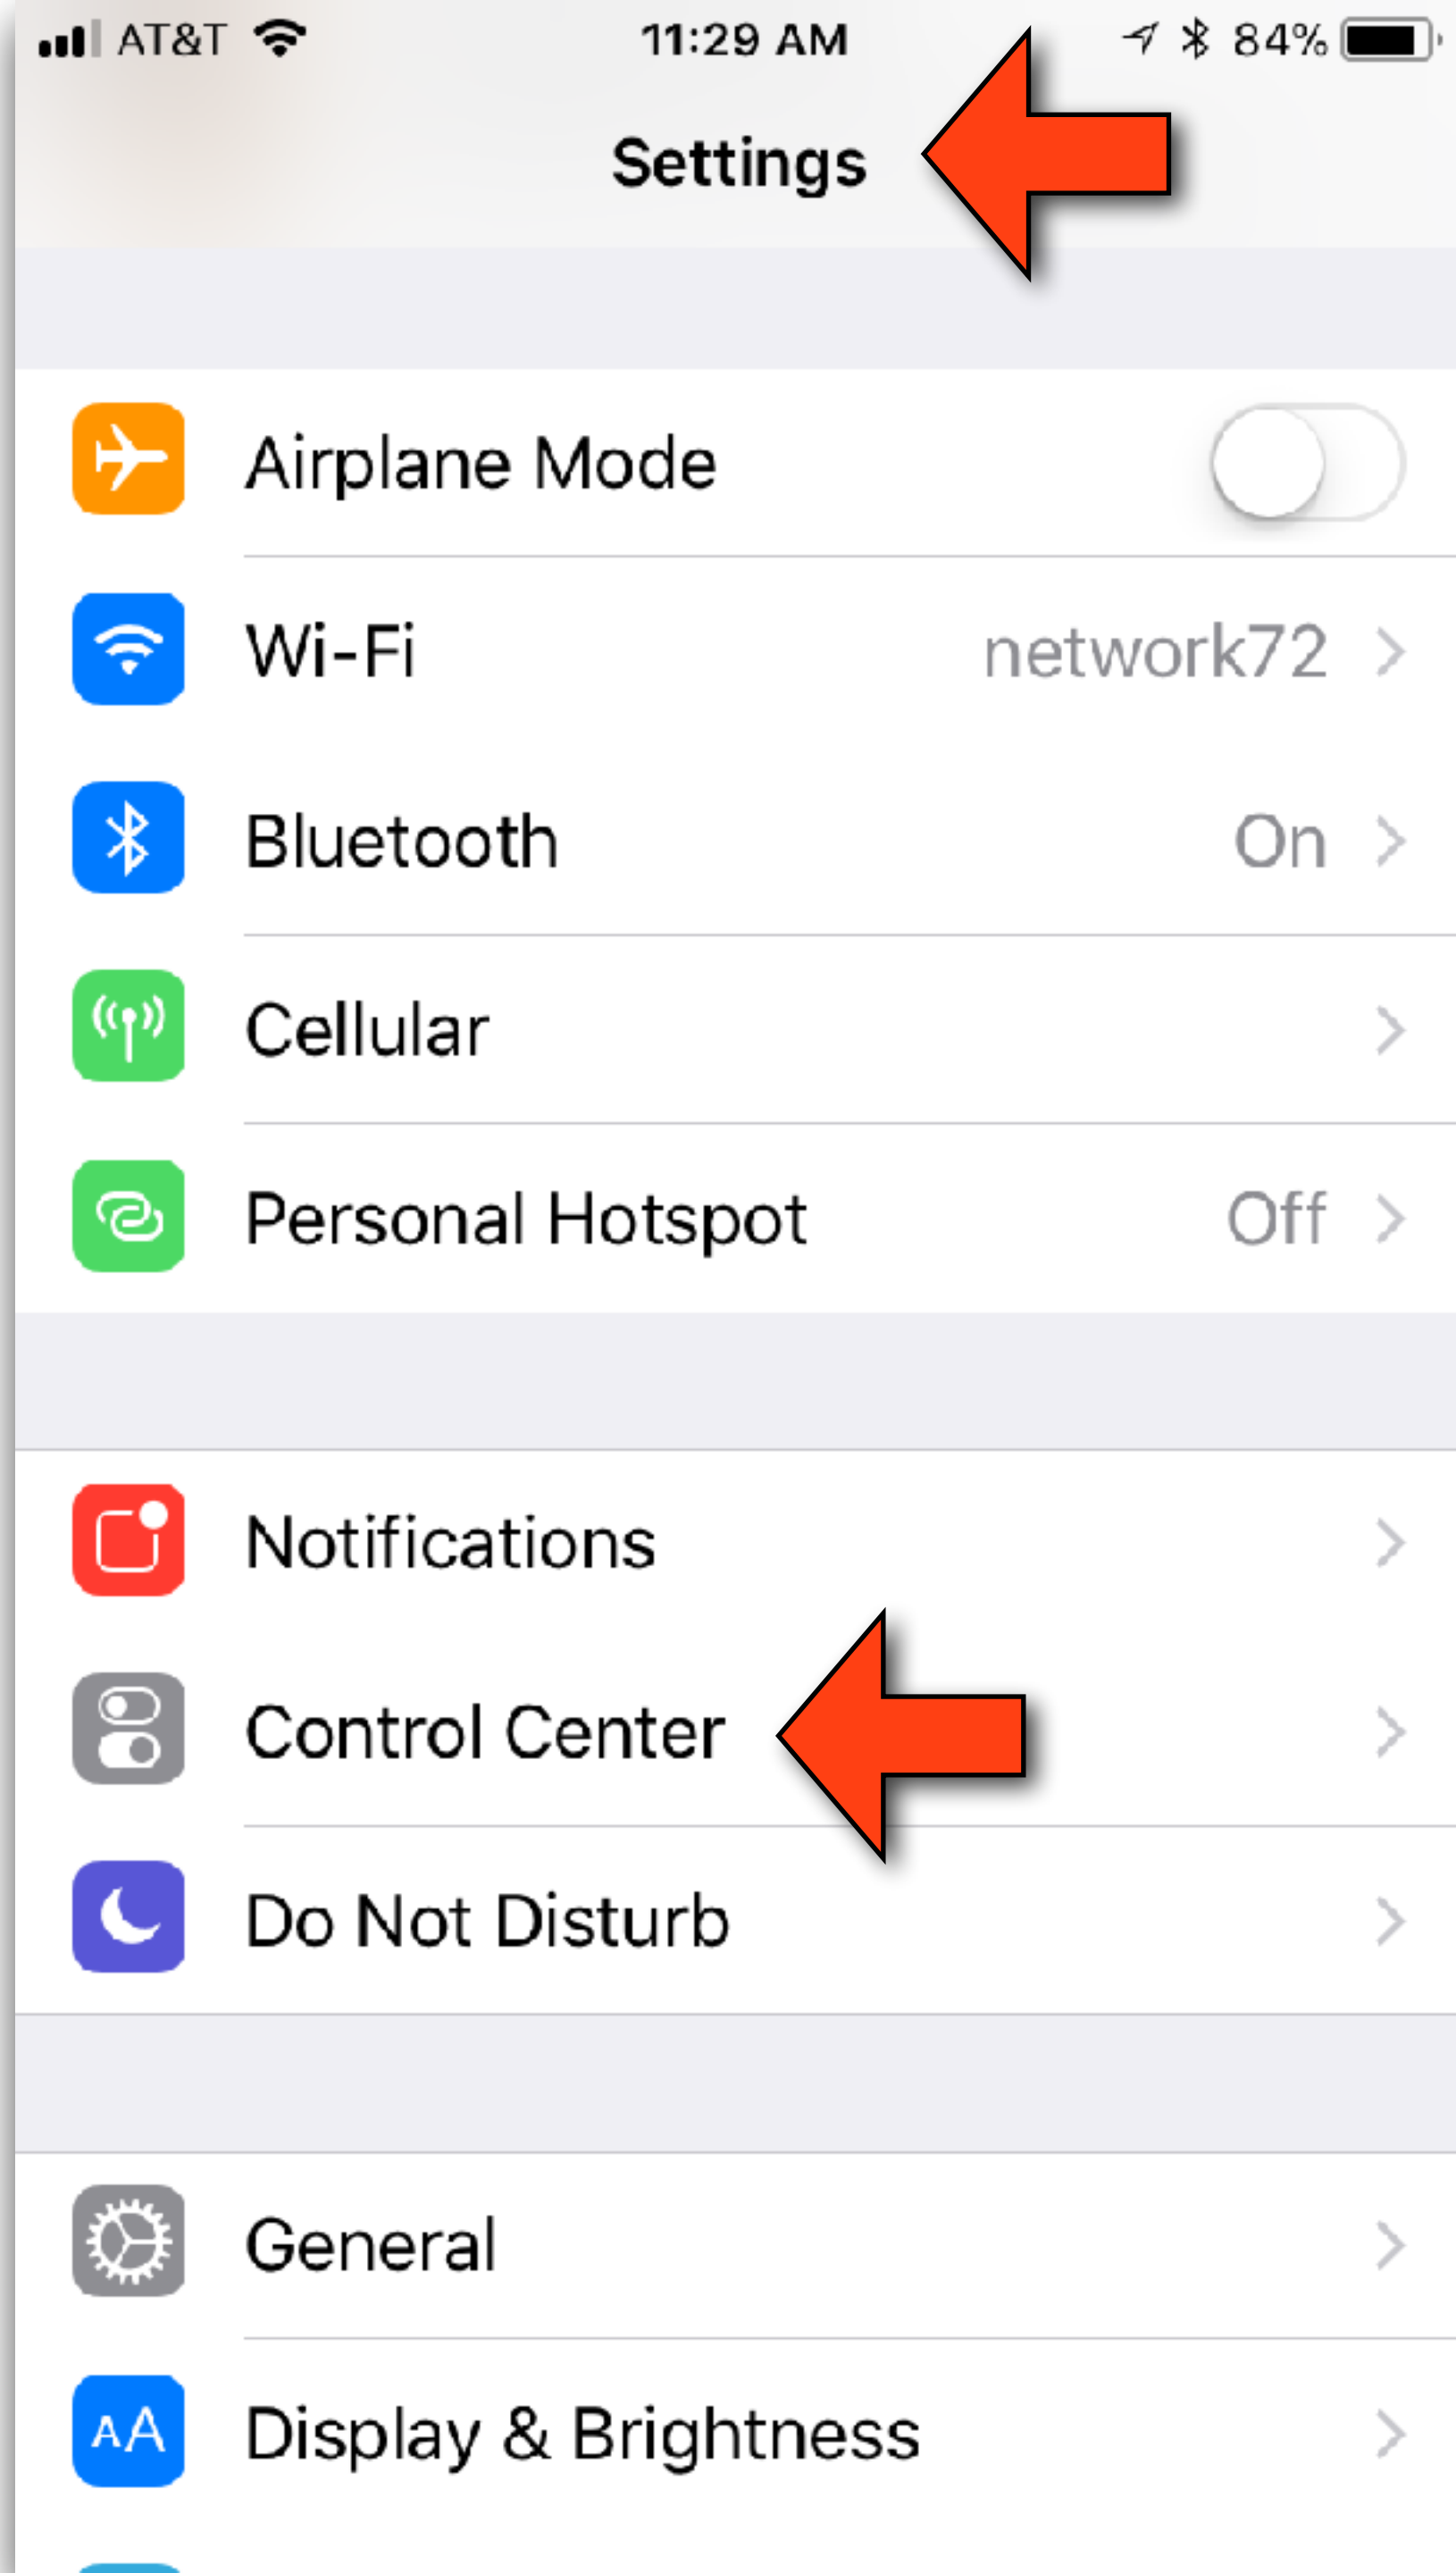 AT&T 11:29 AM 84%
Settings
Airplane Mode
Wi-Fi network72
Bluetooth On
Cellular
Personal Hotspot Off
Notifications
Control Center
Do Not Disturb
General
AA Display & Brightness